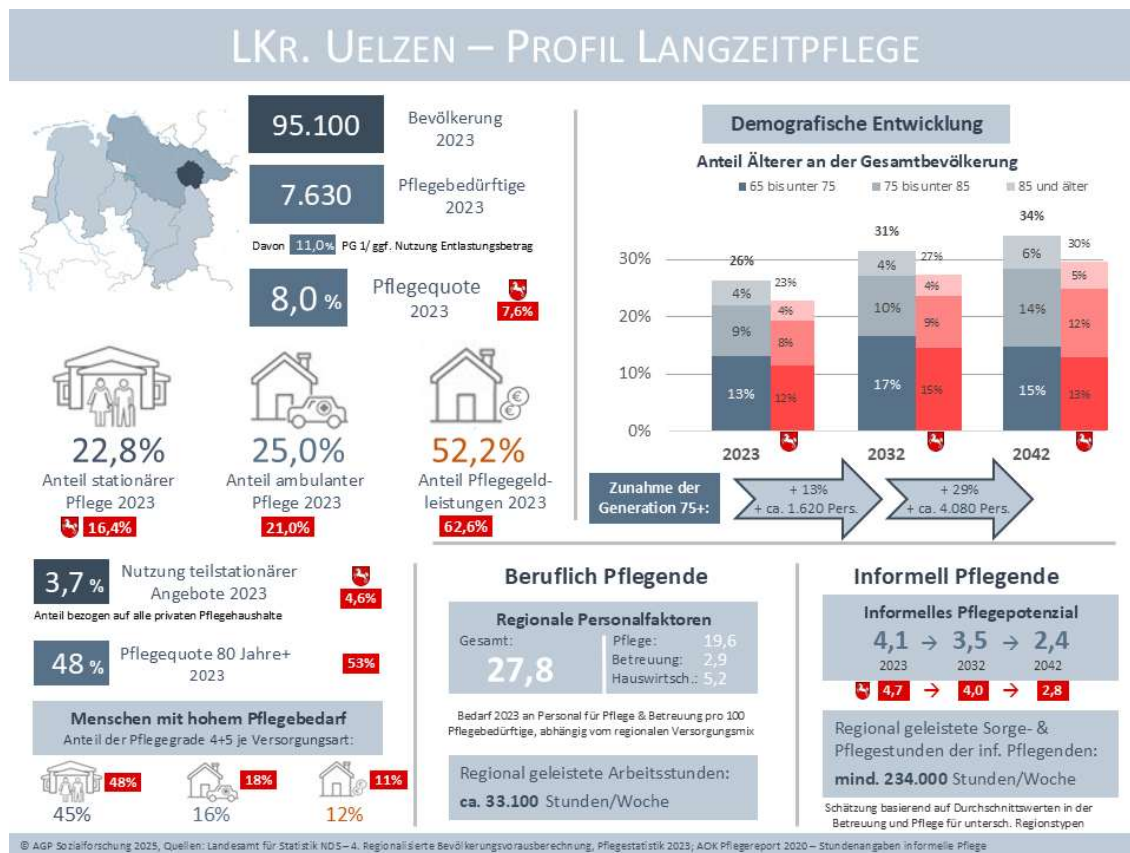 LKR. UELZEN – PROFIL LANGZEITPFLEGE
95.100
Bevölkerung
2023
7.630
Pflegebedürftige
2023
Davon 11,0% PG 1/ ggf. Nutzung Entlastungsbetrag
8,0 %
Pflegequote
2023
7,6%
22,8%
Anteil stationärer
Pflege 2023
16,4%
25,0%
Anteil ambulanter
Pflege 2023
21,0%
52,2%
Anteil Pflegegeld-
leistungen 2023
62,6%
Demografische Entwicklung
Anteil Älterer an der Gesamtbevölkerung
65 bis unter 75 75 bis unter 85 85 und älter
30%
20%
10%
0%
26%
4%
9%
13%
23%
4%
8%
12%
31%
4%
10%
17%
27%
4%
9%
15%
34%
6%
14%
15%
30%
5%
12%
13%
2023 2032 2042
Zunahme der
Generation 75+:
+ 13%
+ ca. 1.620 Pers.
+ 29%
+ ca. 4.080 Pers.
3,7 %
Nutzung teilstationärer
Angebote 2023
4,6%
Anteil bezogen auf alle privaten Pflegehaushalte
48 %
Pflegequote 80 Jahre+
2023
53%
Menschen mit hohem Pflegebedarf
Anteil der Pflegegrade 4+5 je Versorgungsart:
48%
45%
18%
16%
11%
12%
Beruflich Pflegende
Regionale Personalfaktoren
Gesamt:
27,8
Pflege: 19,6
Betreuung: 2,9
Hauswirtsch.: 5,2
Bedarf 2023 an Personal für Pflege & Betreuung pro 100
Pflegebedürftige, abhängig vom regionalen Versorgungsmix
Regional geleistete Arbeitsstunden:
ca. 33.100 Stunden/Woche
Informell Pflegende
Informelles Pflegepotenzial
4,1 → 3,5 → 2,4
2023 2032 2042
4,7 → 4,0 → 2,8
Regional geleistete Sorge- &
Pflegestunden der inf. Pflegenden:
mind. 234.000 Stunden/Woche
Schätzung basierend auf Durchschnittswerten in der
Betreuung und Pflege für untersch. Regionstypen
© AGP Sozialforschung 2025, Quellen: Landesamt für Statistik NDS – 4. Regionalisierte Bevölkerungsvorausberechnung, Pflegestatistik 2023; AOK Pflegereport 2020 – Stundenangaben informelle Pflege